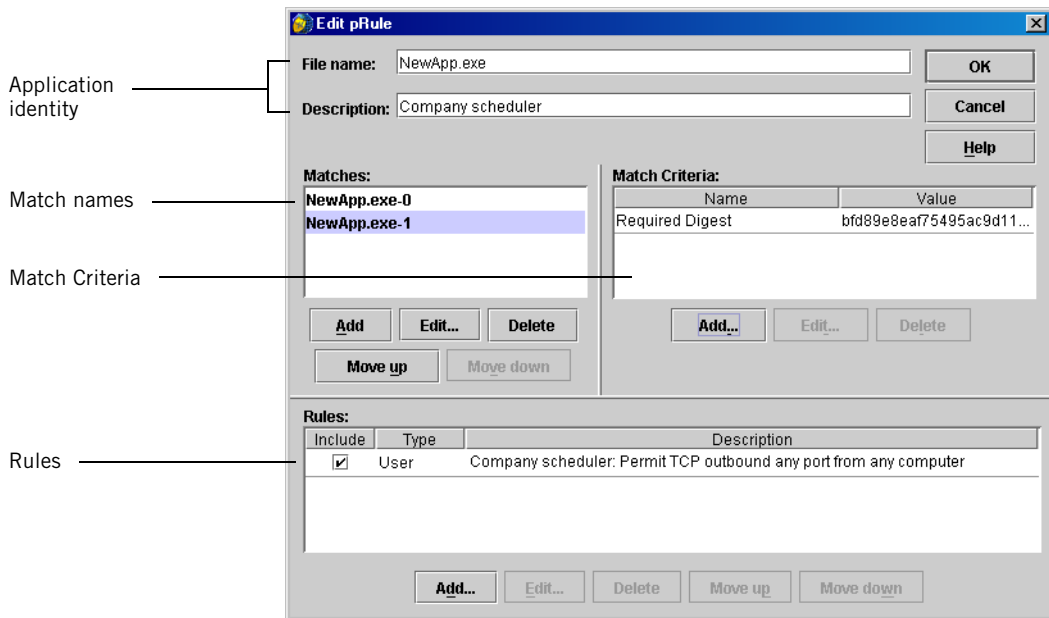 Edit pRule
Application identity
File name: NewApp.exe
OK
Description: Company scheduler
Cancel
Help
Match names
Matches:
NewApp.exe-0
NewApp.exe-1
Match Criteria
Match Criteria:
Name Value
Required Digest bfd89e8eaf75495ac9d11...
Add Edit... Delete
Move up Move down
Add... Edit... Delete
Rules
Rules:
Include Type Description
User Company scheduler: Permit TCP outbound any port from any computer
Add... Edit... Delete Move up Move down